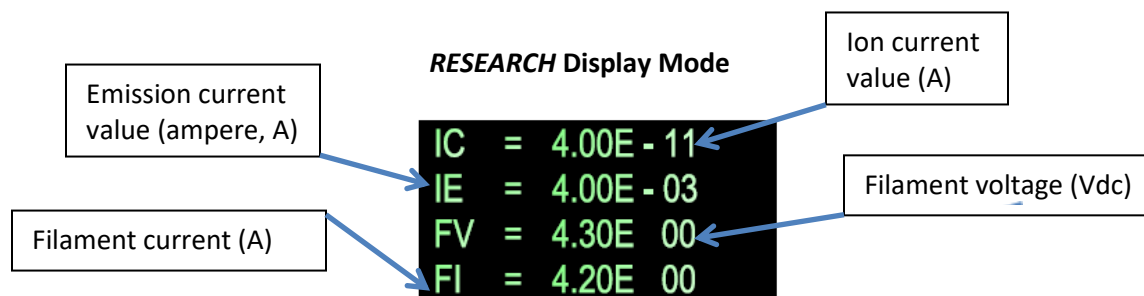 RESEARCH Display Mode
Ion current
value (A)
Emission current
value (ampere, A)
Filament current (A)
IC = 4.00E - 11
IE = 4.00E - 03
FV = 4.30E 00
FI = 4.20E 00
Filament voltage (Vdc)